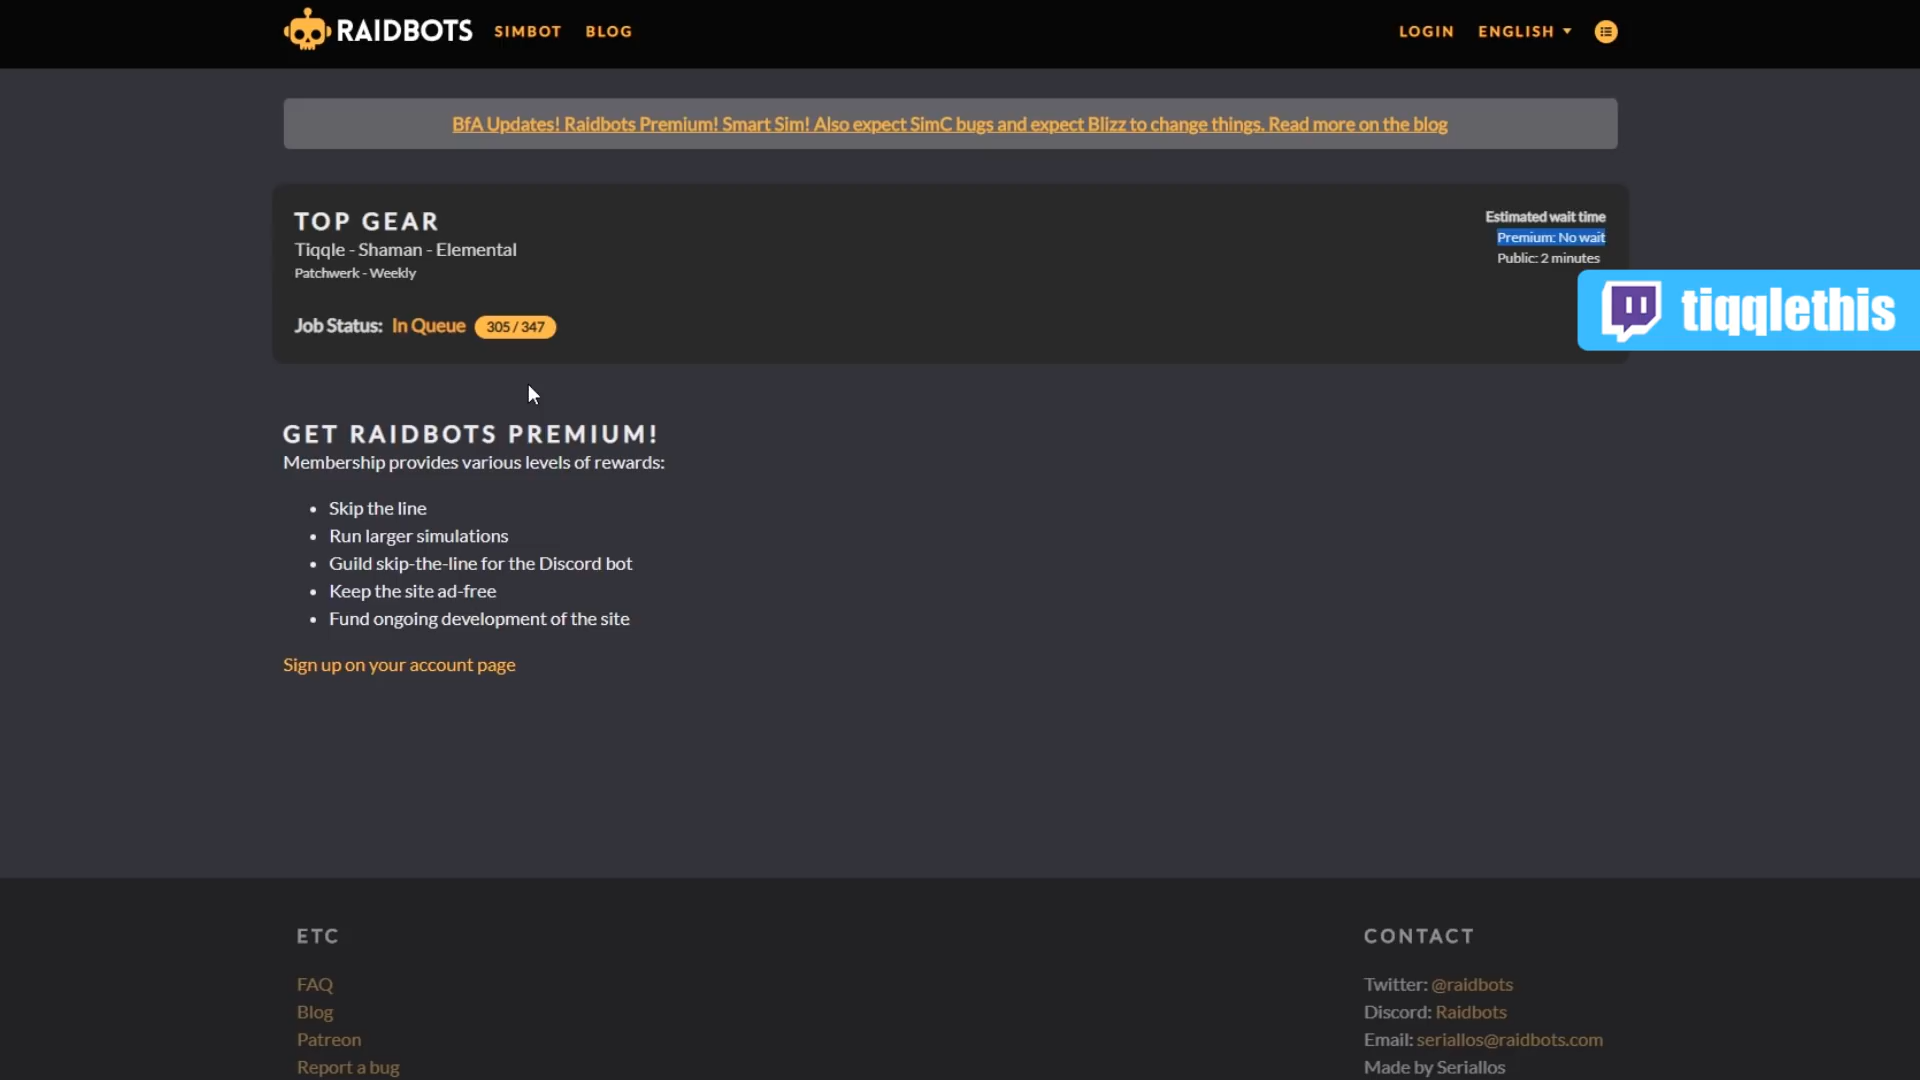 RAIDBOTS SIMBOT BLOG LOGIN ENGLISH
BfA Updates! Raidbots Premium! Smart Sim! Also expect SimC bugs and expect Blizz to change things. Read more on the blog
TOP GEAR
Tiqqle - Shaman - Elemental
Patchwerk - Weekly
Job Status: In Queue 305 / 347
Estimated wait time
Premium: No wait
Public: 2 minutes
tiqqlethis
GET RAIDBOTS PREMIUM!
Membership provides various levels of rewards:
• Skip the line
• Run larger simulations
• Guild skip-the-line for the Discord bot
• Keep the site ad-free
• Fund ongoing development of the site
Sign up on your account page
ETC
FAQ
Blog
Patreon
Report a bug
CONTACT
Twitter: @raidbots
Discord: Raidbots
Email: seriallos@raidbots.com
Made by Seriallos